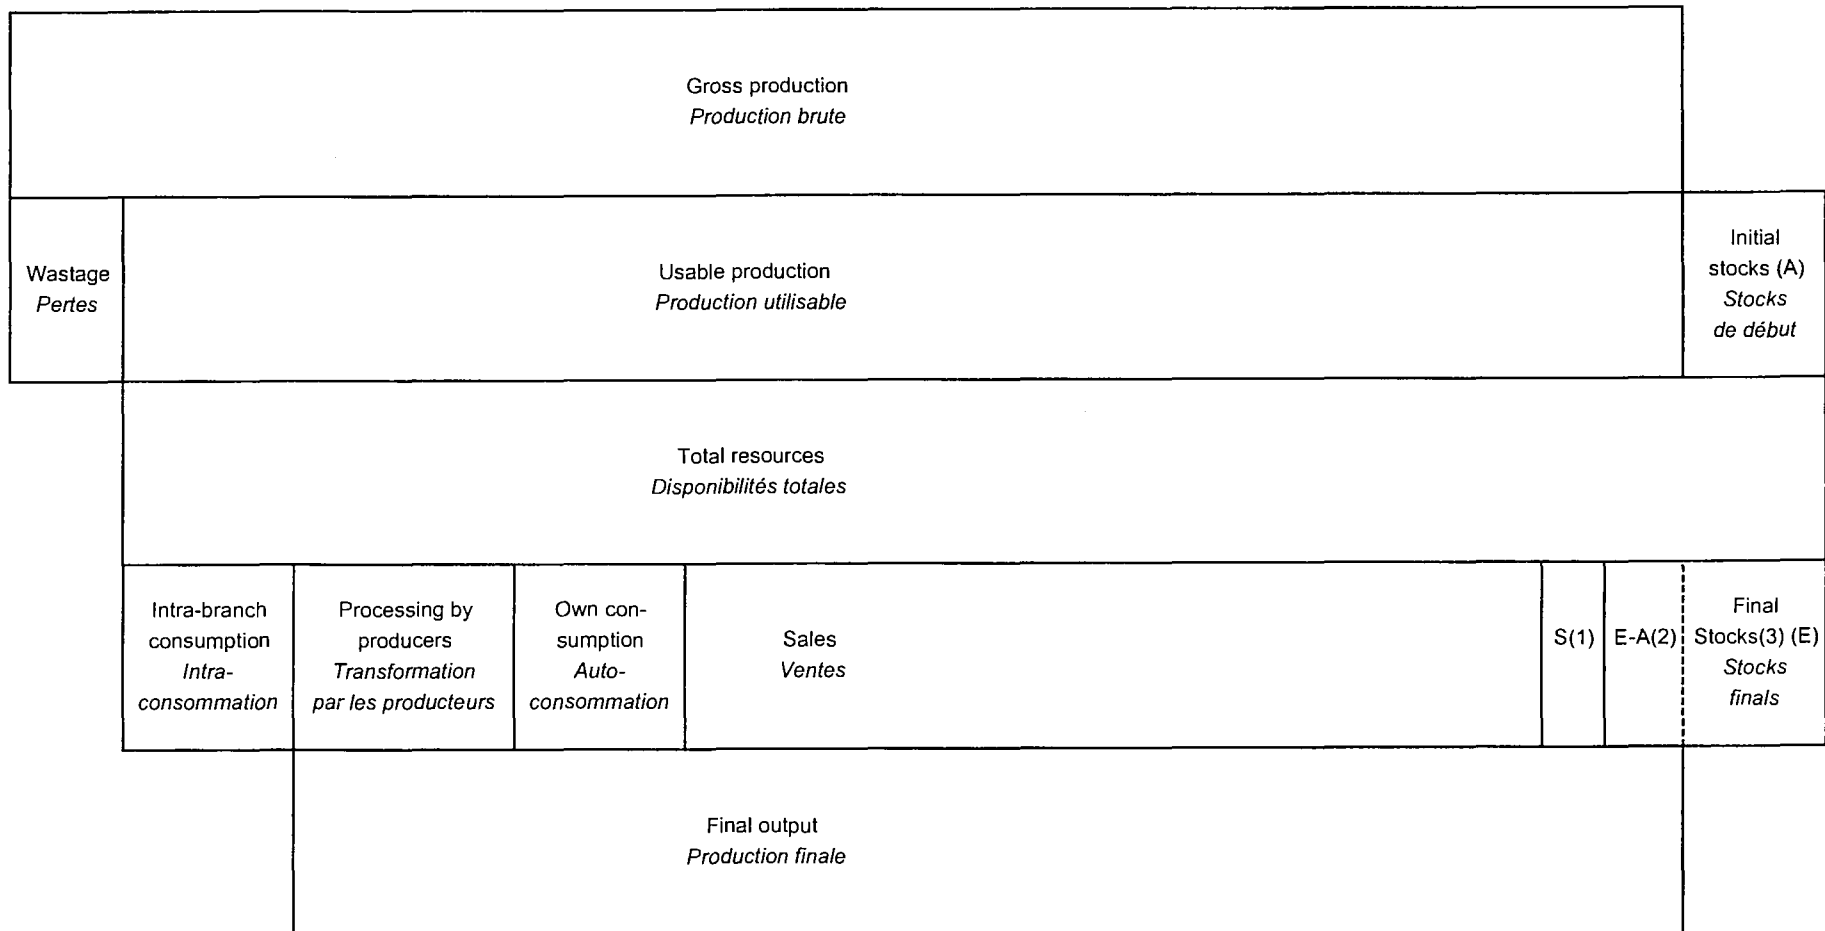 Gross production
Production brute
Wastage
Pertes
Usable production
Production utilisable
Initial
stocks (A)
Stocks
de début
Total resources
Disponibilités totales
Intra-branch
consumption
Intra-
consommation
Processing by
producers
Transformation
par les producteurs
Own con-
sumption
Auto-
consommation
Sales
Ventes
S(1)
E-A(2)
Final
Stocks(3) (E)
Stocks
finals
Final output
Production finale